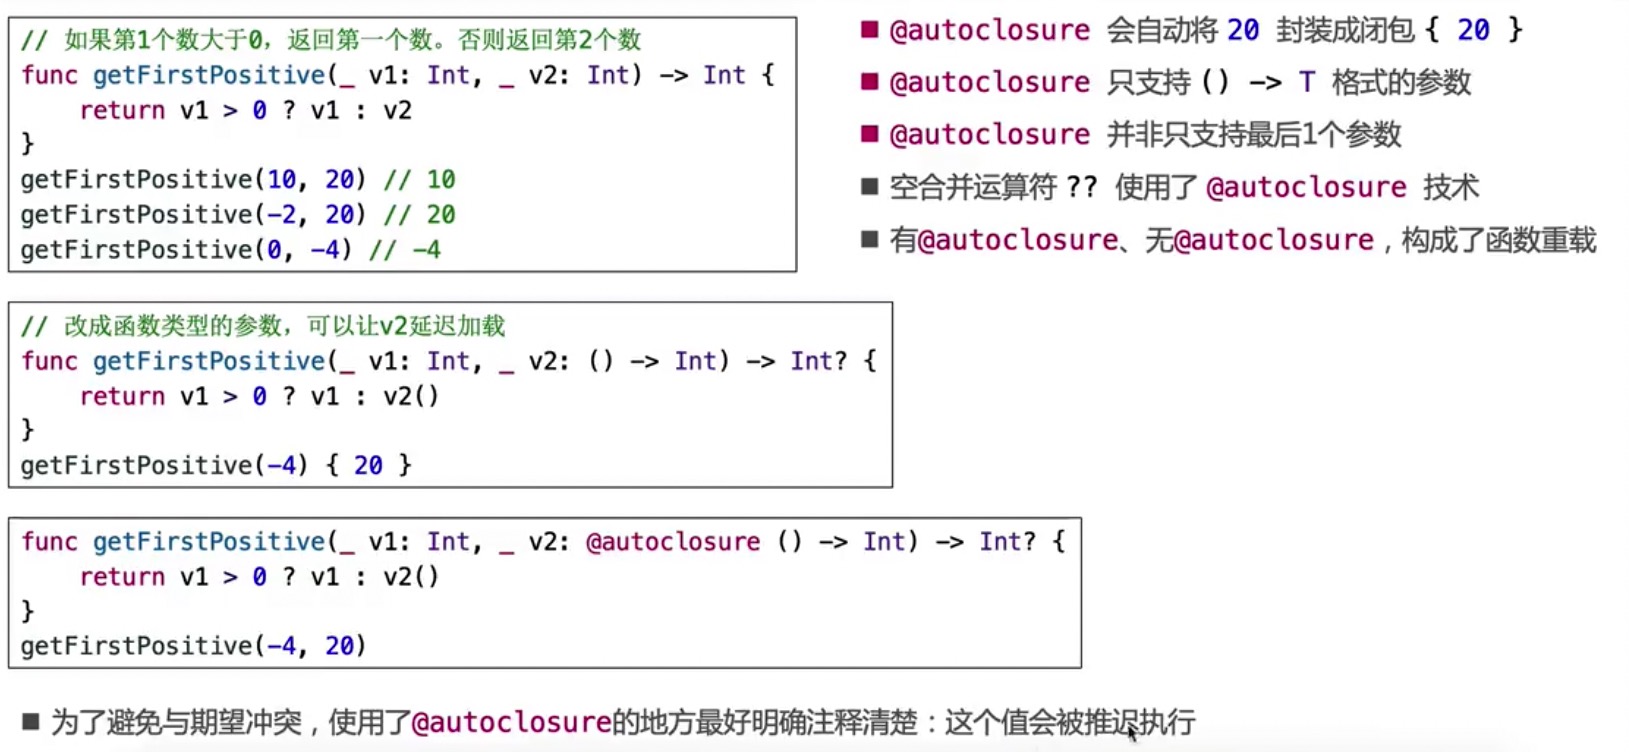 // 如果第1个数大于0，返回第一个数。否则返回第2个数
func getFirstPositive(_ v1: Int, _ v2: Int) -> Int {
    return v1 > 0 ? v1 : v2
}
getFirstPositive(10, 20) // 10
getFirstPositive(-2, 20) // 20
getFirstPositive(0, -4) // -4
■ @autoclosure 会自动将 20 封装成闭包 { 20 }
■ @autoclosure 只支持 () -> T 格式的参数
■ @autoclosure 并非只支持最后1个参数
■ 空合并运算符 ?? 使用了 @autoclosure 技术
■ 有@autoclosure、无@autoclosure，构成了函数重载
// 改成函数类型的参数，可以让v2延迟加载
func getFirstPositive(_ v1: Int, _ v2: () -> Int) -> Int? {
    return v1 > 0 ? v1 : v2()
}
getFirstPositive(-4) { 20 }
func getFirstPositive(_ v1: Int, _ v2: @autoclosure () -> Int) -> Int? {
    return v1 > 0 ? v1 : v2()
}
getFirstPositive(-4, 20)
■ 为了避免与期望冲突，使用了@autoclosure的地方最好明确注释清楚：这个值会被推迟执行